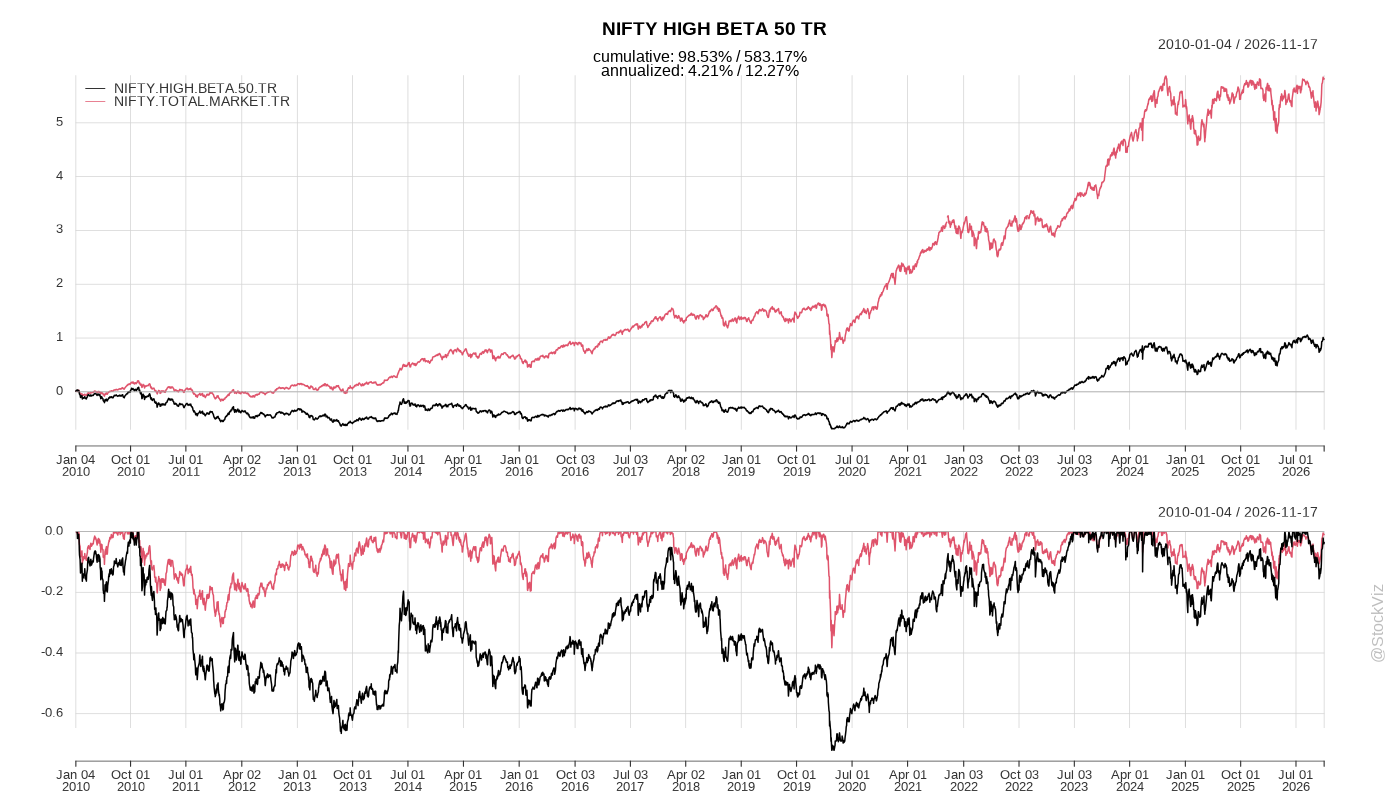 NIFTY HIGH BETA 50 TR
2010-01-04 / 2026-11-17
cumulative: 98.53% / 583.17%
annualized: 4.21% / 12.27%
NIFTY.HIGH.BETA.50.TR
NIFTY.TOTAL.MARKET.TR
5
4
3
2
1
0
Jan 04 Oct 01 Jul 01 Apr 02 Jan 01 Oct 01 Jul 01 Apr 01 Jan 01 Oct 03 Jul 03 Apr 02 Jan 01 Oct 01 Jul 01 Apr 01 Jan 03 Oct 03 Jul 03 Apr 01 Jan 01 Oct 01 Jul 01
2010 2010 2011 2012 2013 2013 2014 2015 2016 2016 2017 2018 2019 2019 2020 2021 2022 2022 2023 2024 2025 2025 2026
2010-01-04 / 2026-11-17
0.0
-0.2
-0.4
-0.6
Jan 04 Oct 01 Jul 01 Apr 02 Jan 01 Oct 01 Jul 01 Apr 01 Jan 01 Oct 03 Jul 03 Apr 02 Jan 01 Oct 01 Jul 01 Apr 01 Jan 03 Oct 03 Jul 03 Apr 01 Jan 01 Oct 01 Jul 01
2010 2010 2011 2012 2013 2013 2014 2015 2016 2016 2017 2018 2019 2019 2020 2021 2022 2022 2023 2024 2025 2025 2026
@StockViz